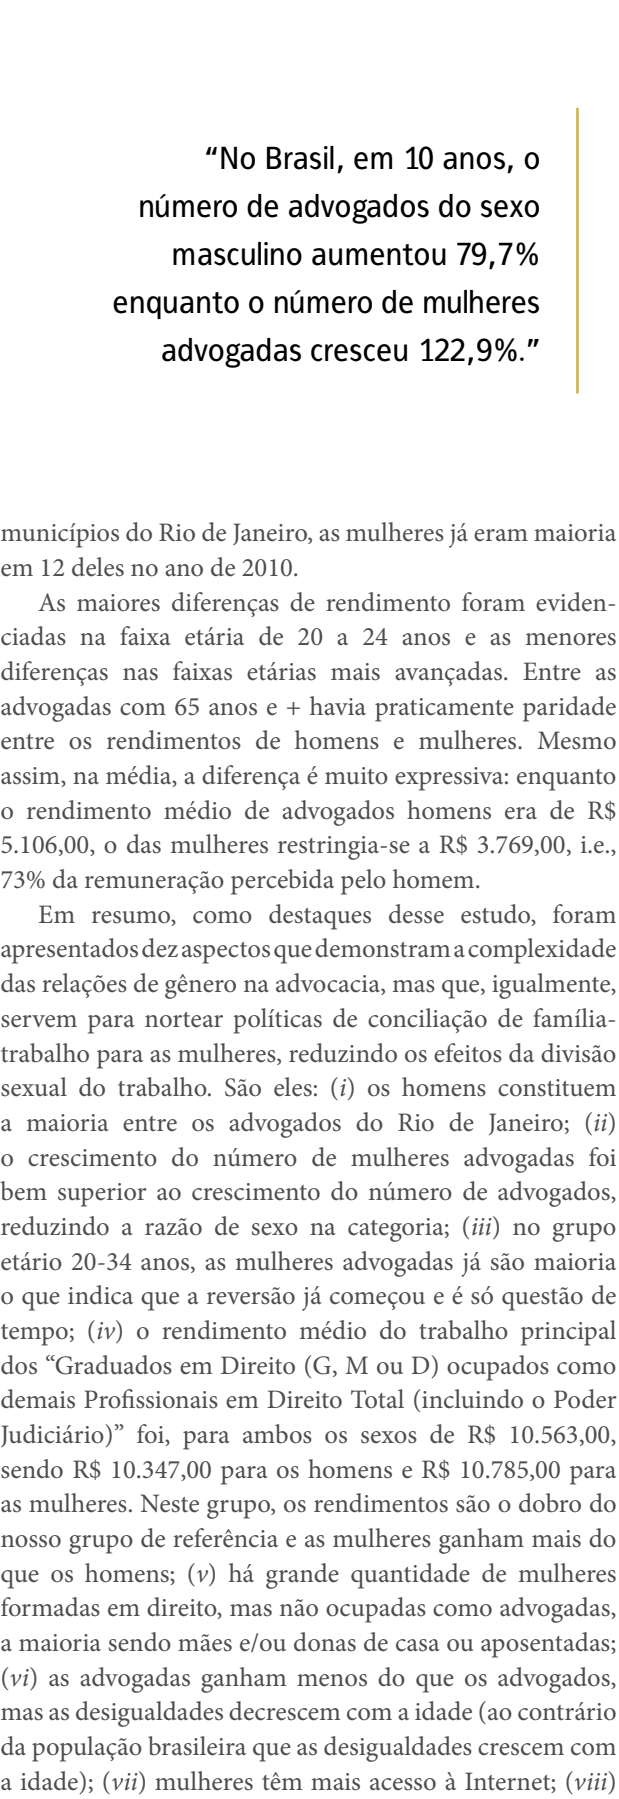 “No Brasil, em 10 anos, o
número de advogados do sexo
masculino aumentou 79,7%
enquanto o número de mulheres
advogadas cresceu 122,9%.”
municípios do Rio de Janeiro, as mulheres já eram maioria
em 12 deles no ano de 2010.
As maiores diferenças de rendimento foram eviden-
ciadas na faixa etária de 20 a 24 anos e as menores
diferenças nas faixas etárias mais avançadas. Entre as
advogadas com 65 anos e + havia praticamente paridade
entre os rendimentos de homens e mulheres. Mesmo
assim, na média, a diferença é muito expressiva: enquanto
o rendimento médio de advogados homens era de R$
5.106,00, o das mulheres restringia-se a R$ 3.769,00, i.e.,
73% da remuneração percebida pelo homem.
Em resumo, como destaques desse estudo, foram
apresentados dez aspectos que demonstram a complexidade
das relações de gênero na advocacia, mas que, igualmente,
servem para nortear políticas de conciliação de família-
trabalho para as mulheres, reduzindo os efeitos da divisão
sexual do trabalho. São eles: (i) os homens constituem
a maioria entre os advogados do Rio de Janeiro; (ii)
o crescimento do número de mulheres advogadas foi
bem superior ao crescimento do número de advogados,
reduzindo a razão de sexo na categoria; (iii) no grupo
etário 20-34 anos, as mulheres advogadas já são maioria
o que indica que a reversão já começou e é só questão de
tempo; (iv) o rendimento médio do trabalho principal
dos “Graduados em Direito (G, M ou D) ocupados como
demais Profissionais em Direito Total (incluindo o Poder
Judiciário)” foi, para ambos os sexos de R$ 10.563,00,
sendo R$ 10.347,00 para os homens e R$ 10.785,00 para
as mulheres. Neste grupo, os rendimentos são o dobro do
nosso grupo de referência e as mulheres ganham mais do
que os homens; (v) há grande quantidade de mulheres
formadas em direito, mas não ocupadas como advogadas,
a maioria sendo mães e/ou donas de casa ou aposentadas;
(vi) as advogadas ganham menos do que os advogados,
mas as desigualdades decrescem com a idade (ao contrário
da população brasileira que as desigualdades crescem com
a idade); (vii) mulheres têm mais acesso à Internet; (viii)